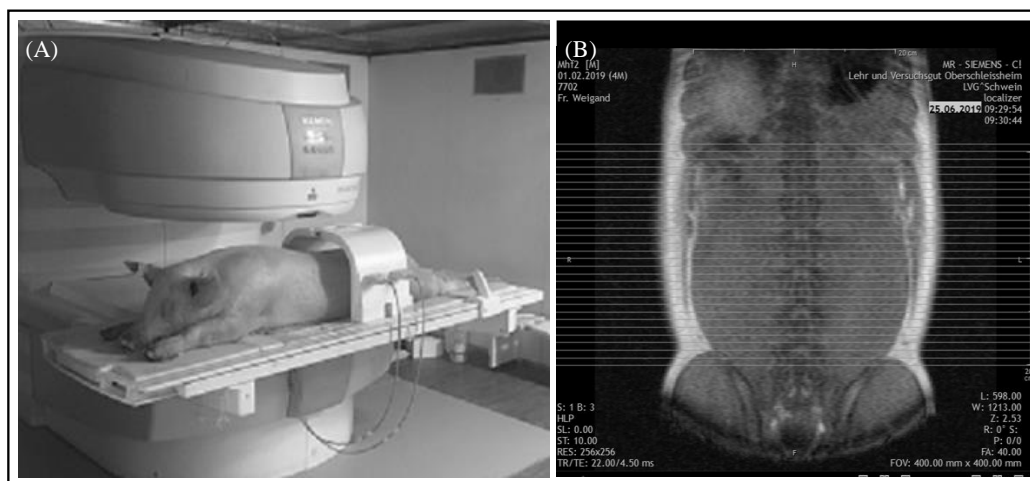 (A)
(B)
20 cm
Mhf2 [M]
01.02.2019 (4M)
7702
Fr. Weigand
H
MR - SIEMENS - C!
Lehr und Versuchsgut Oberschleissheim
LVG^Schwein
localizer
25.06.2019 09:29:54
09:30:44
R
L
S: 1 B: 3
HLP
SL: 0.00
ST: 10.00
RES: 256x256
TR/TE: 22.00/4.50 ms
F
L: 598.00
W: 1213.00
Z: 2.53
R: 0° S:
P: 0/0
FA: 40.00
FOV: 400.00 mm x 400.00 mm